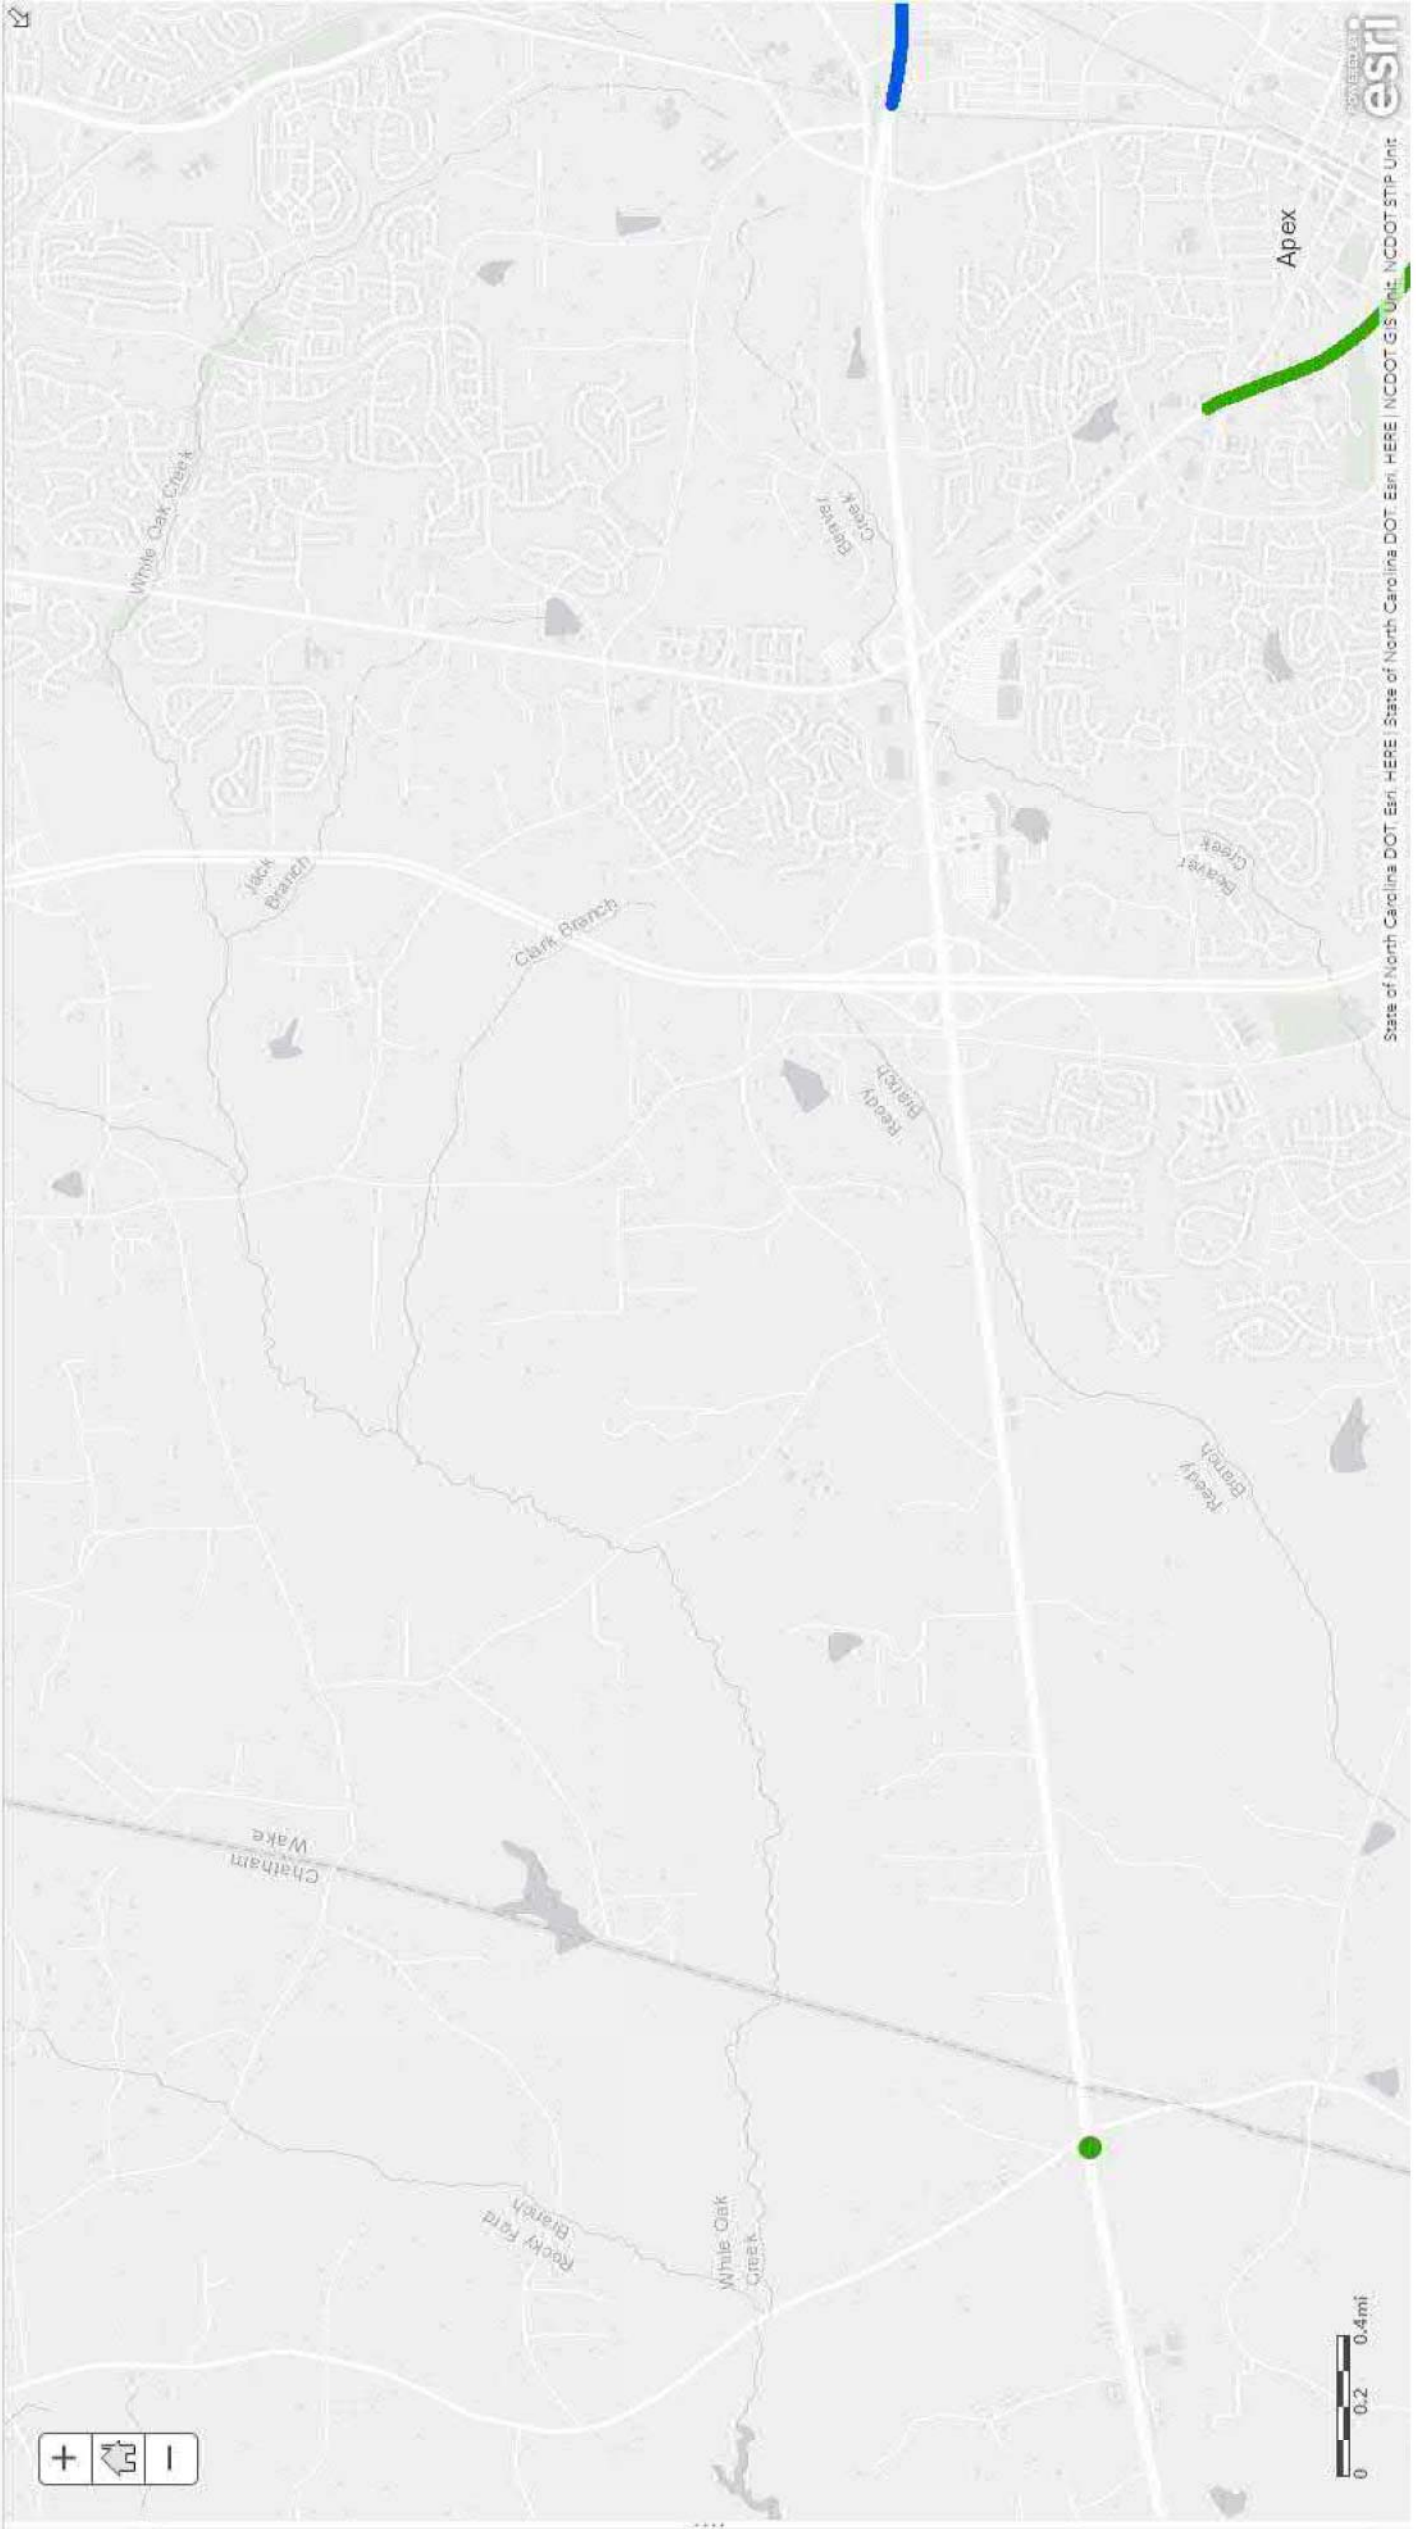 White Oak Creek
Jack
Branch
Clark Branch
Beaver
Creek
Apex
Beaver
Creek
Reedy
Branch
Reedy
Branch
Wake
Chatham
Rocky Ford
Branch
White Oak
Creek
+
−
0 0.2 0.4mi
State of North Carolina DOT, Esri, HERE | State of North Carolina DOT, Esri, HERE | NCDOT GIS Unit, NCDOT STIP Unit
POWERED BY
esri